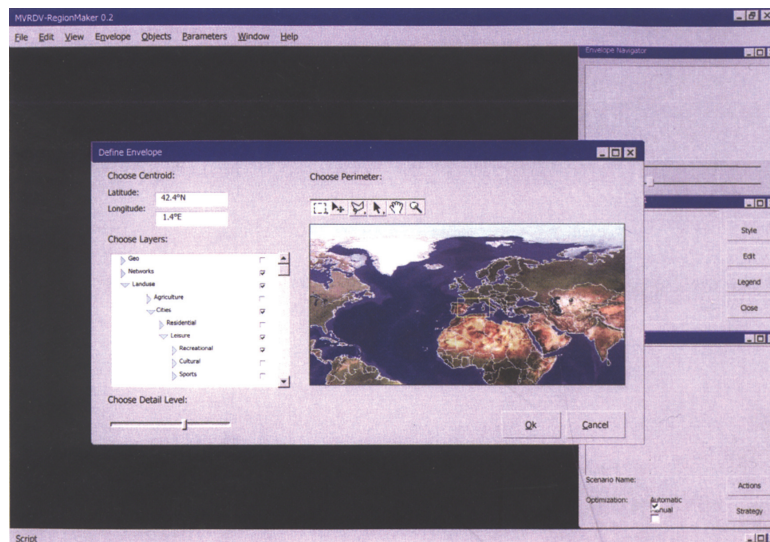 MVRDV-RegionMaker 0.2
File Edit View Envelope Objects Parameters Window Help
Envelope Navigator
Define Envelope
Choose Centroid:
Latitude: 42.4°N
Longitude: 1.4°E
Choose Layers:
Geo
Networks
Landuse
Agriculture
Cities
Residential
Leisure
Recreational
Cultural
Sports
Choose Detail Level:
Choose Perimeter:
Ok Cancel
Style
Edit
Legend
Close
Scenario Name:
Optimization: Automatic
Actions
Strategy
Script